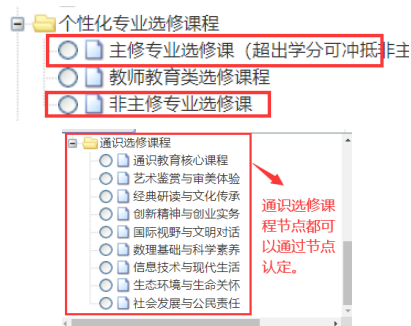 个性化专业选修课程
主修专业选修课（超出学分可冲抵非主
教师教育类选修课程
非主修专业选修课
通识选修课程
通识教育核心课程
艺术鉴赏与审美体验
经典研读与文化传承
创新精神与创业实务
国际视野与文明对话
数理基础与科学素养
信息技术与现代生活
生态环境与生命关怀
社会发展与公民责任
通识选修课
程节点都可
以通过节点
认定。